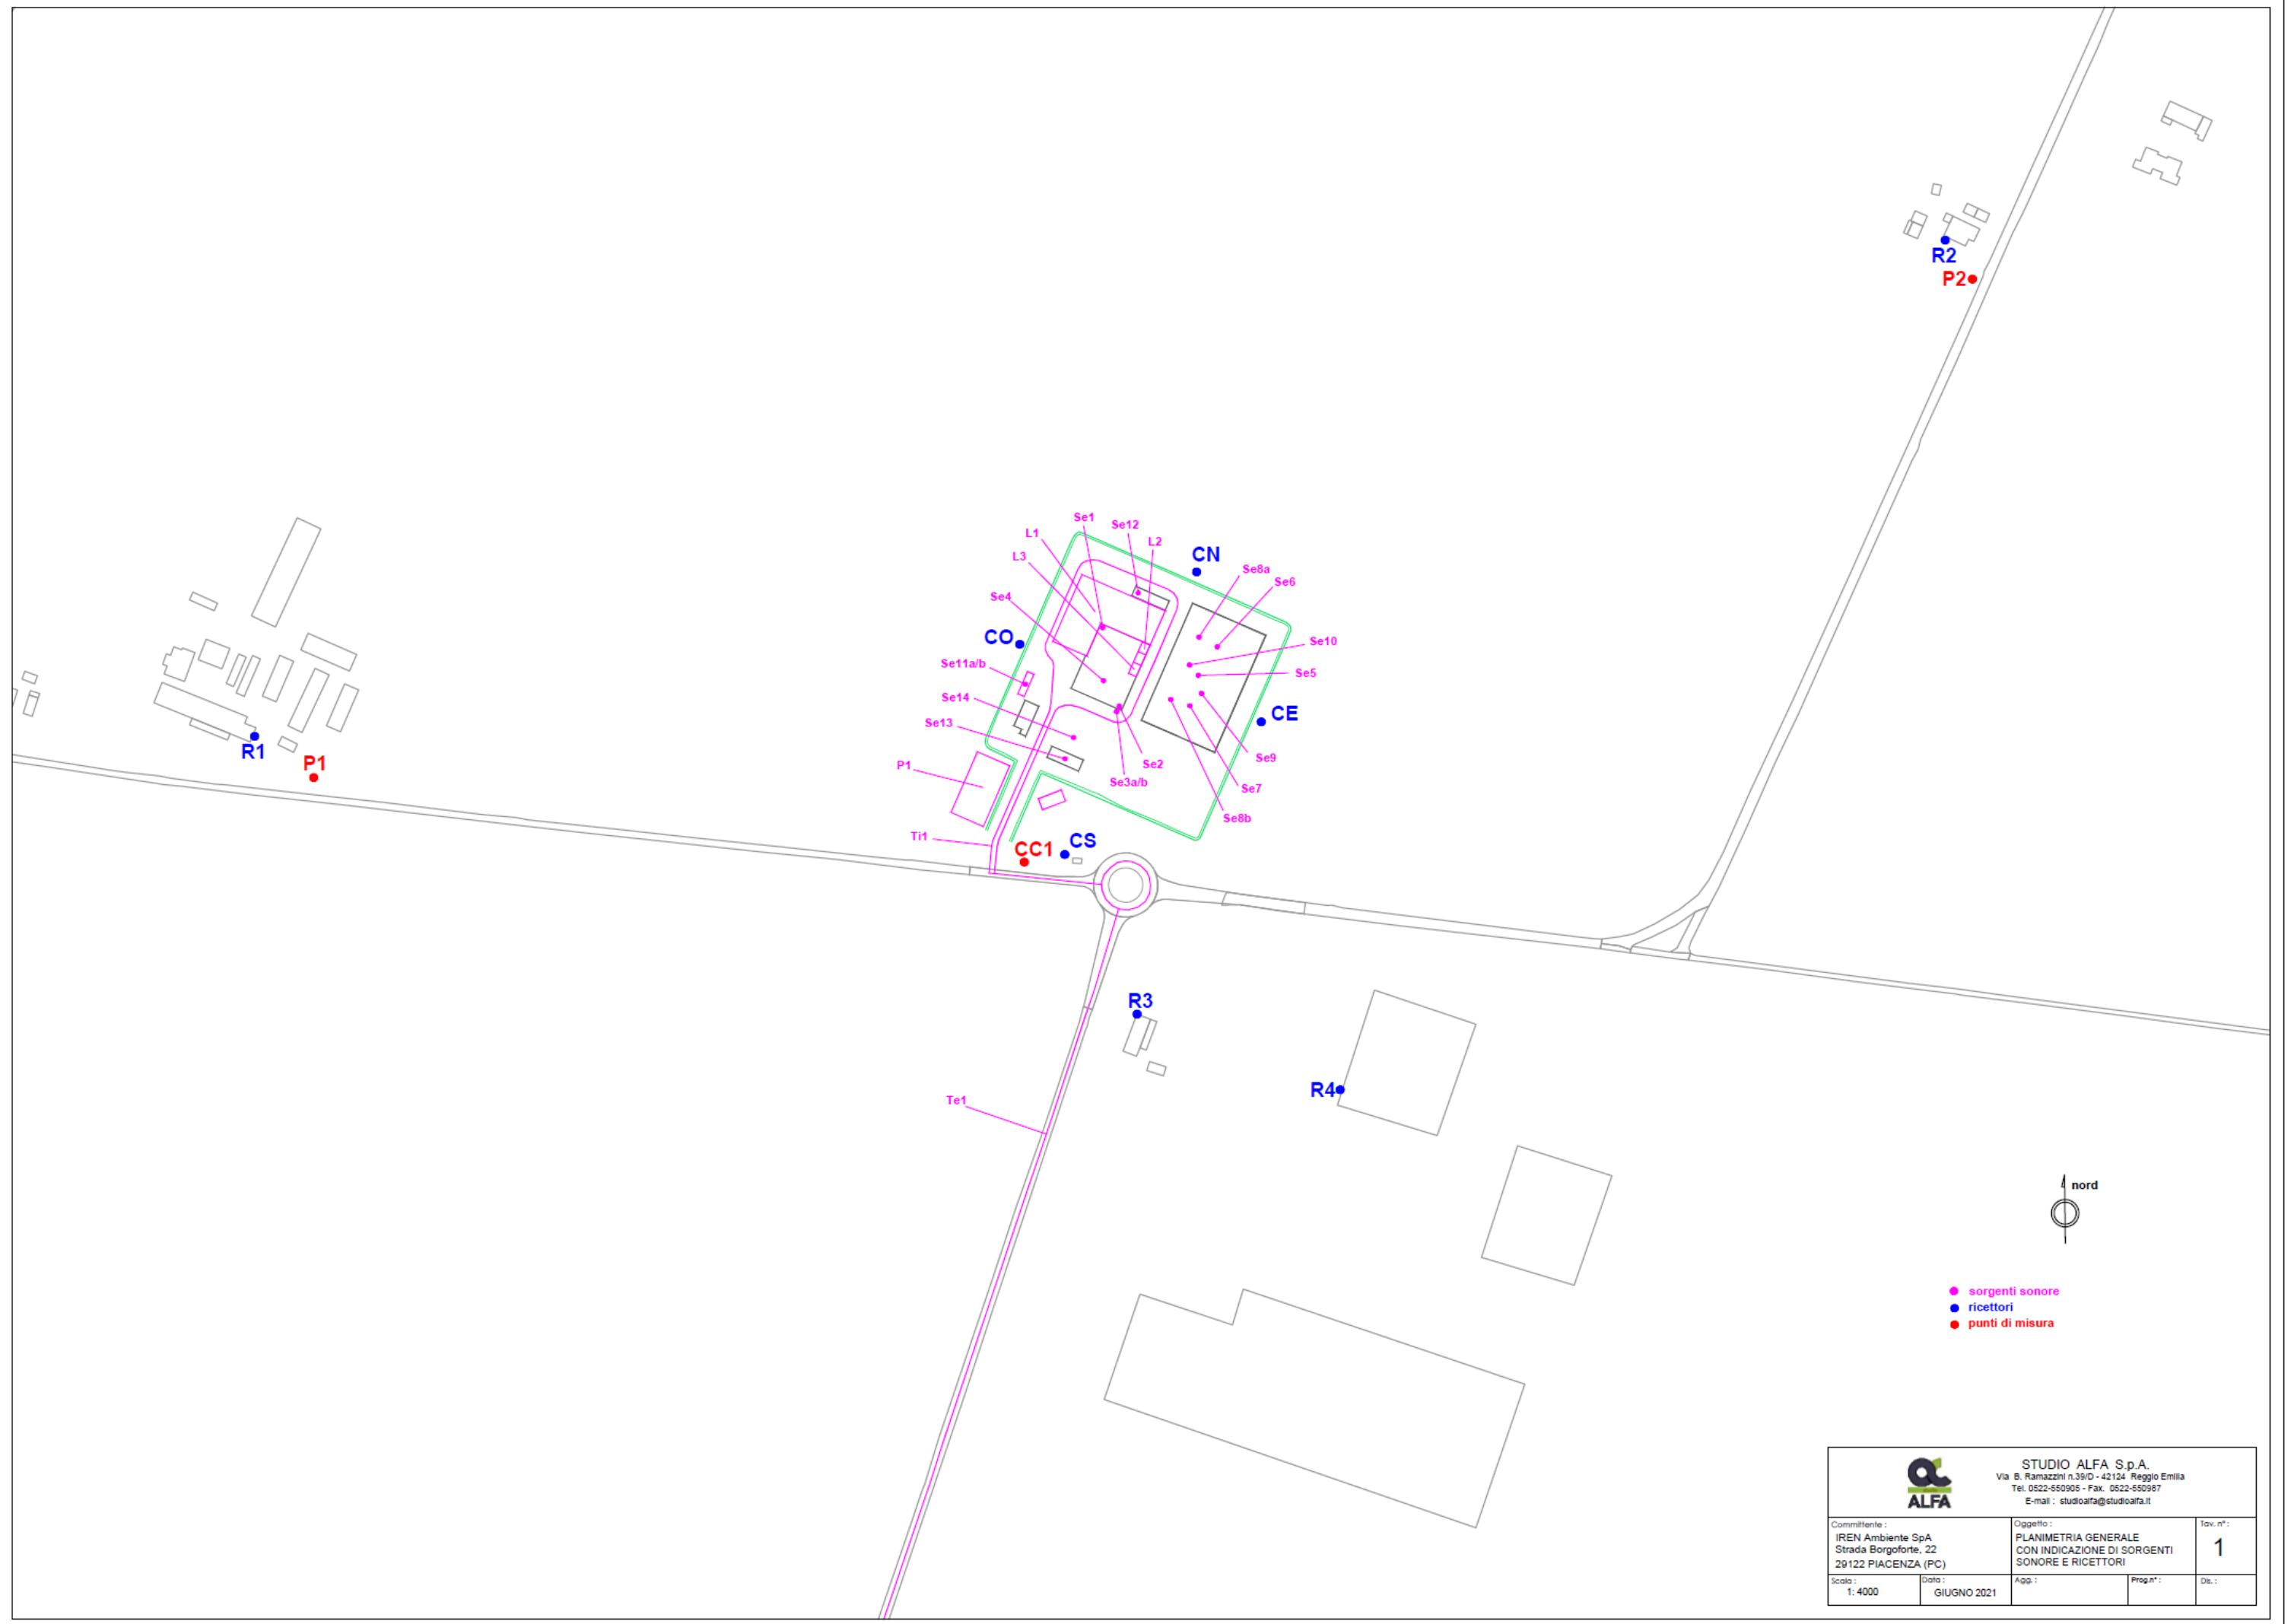 R2
P2
Se1
Se12
L1
L2
CN
L3
Se8a
Se6
Se4
CO
Se10
Se11a/b
Se5
Se14
CE
Se13
R1
P1
Se9
P1
Se2
Se3a/b
Se7
Se8b
Ti1
CC1
CS
R3
R4
Te1
nord
sorgenti sonore
ricettori
punti di misura
ALFA
STUDIO ALFA S.p.A.
Via B. Ramazzini n.39/D - 42124 Reggio Emilia
Tel. 0522-550905 - Fax. 0522-550987
E-mail : studioalfa@studioalfa.it
Committente :
IREN Ambiente SpA
Strada Borgoforte, 22
29122 PIACENZA (PC)
Oggetto :
PLANIMETRIA GENERALE
CON INDICAZIONE DI SORGENTI
SONORE E RICETTORI
Tav. n° :
1
Scala :
1: 4000
Data :
GIUGNO 2021
Agg. :
Prog.n° :
Dis. :